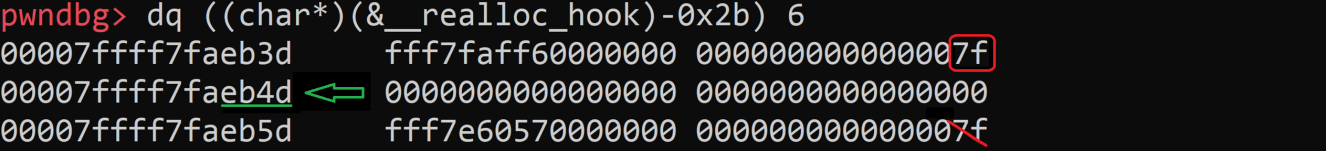 pwndbg> dq ((char*)(&__realloc_hook)-0x2b) 6
00007ffff7faeb3d fff7faff60000000 000000000000007f
00007ffff7faeb4d 0000000000000000 0000000000000000
00007ffff7faeb5d fff7e60570000000 000000000000007f